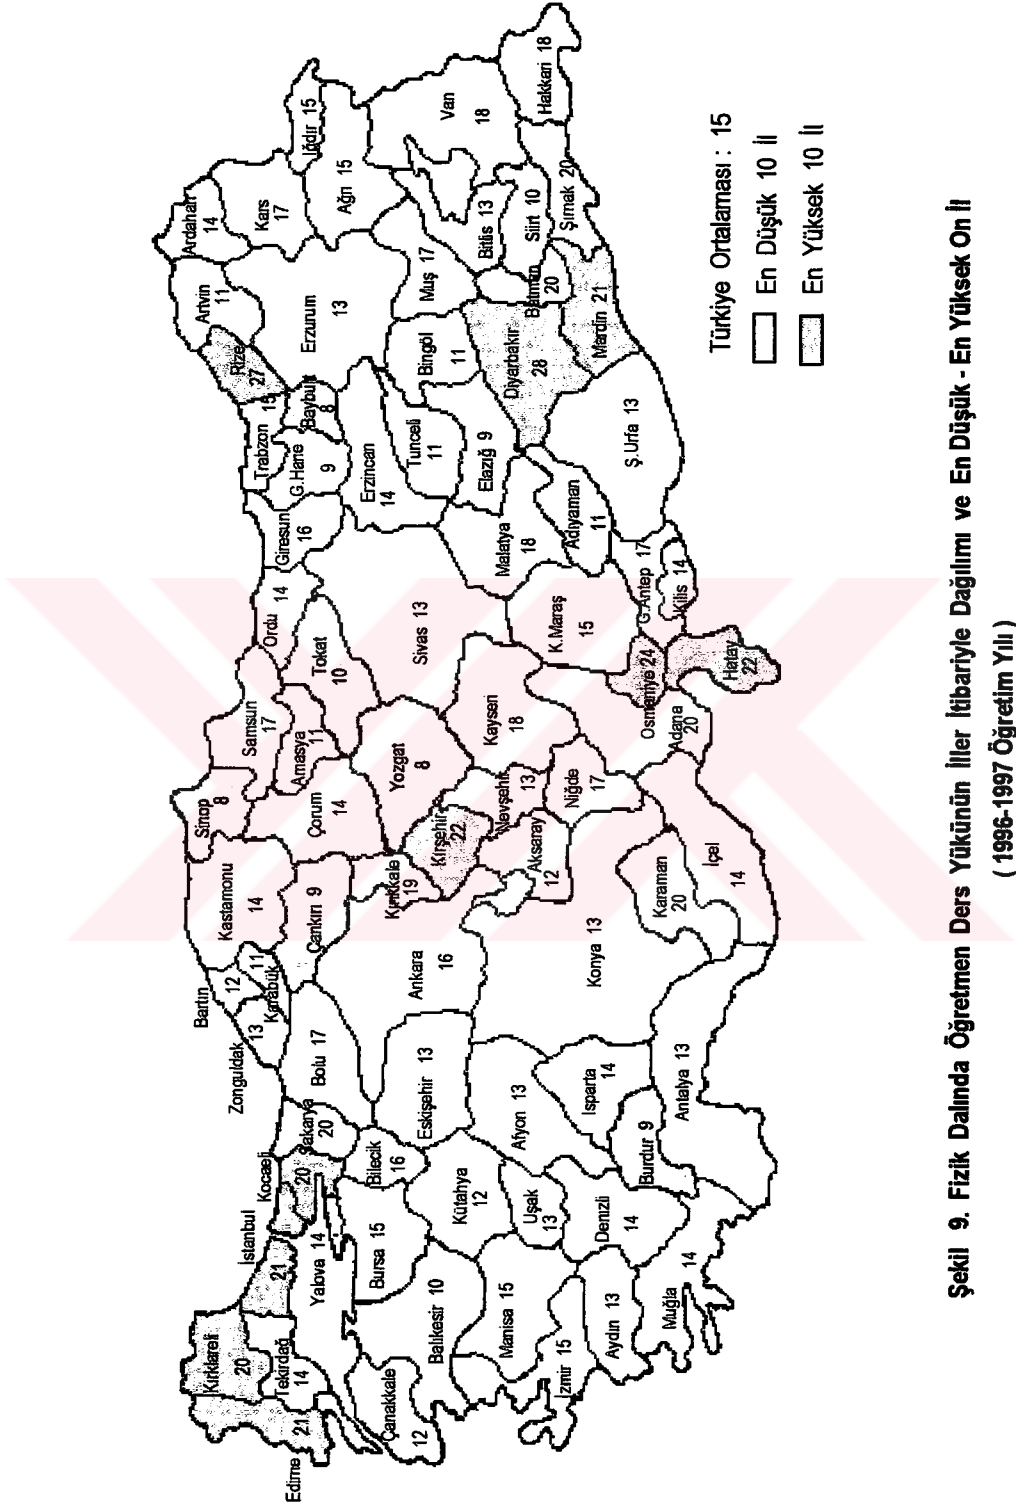 Edirne
21
Kırklareli
20
Tekirdağ
14
İstanbul
21
Kocaeli
20
Yalova 14
Sakarya
20
Bolu 17
Zonguldak
13
Bartın
12
Karabük
11
Kastamonu
14
Çankırı 9
Sinop
8
Samsun
17
Amasya
11
Çorum
14
Ordu
14
Tokat
10
Giresun
16
Trabzon 15
G.Hane
9
Baybutt
8
Rize
27
Artvin
11
Ardahan
14
Kars
17
Iğdır 15
Ağrı 15
Erzurum
13
Erzincan
14
Çanakkale
12
Balıkesir 10
Bursa 15
Bilecik
16
Kütahya
12
Eskişehir 13
Ankara
16
Kırıkkale
19
Kırşehir
22
Yozgat
8
Sivas 13
Kayseri
18
Nevşehir
13
Niğde
17
Aksaray
12
Tunceli
11
Bingöl
11
Muş 17
Bitlis 13
Van
18
Hakkari 18
Siirt 10
Şırnak 20
Batman
20
Mardin 21
Diyarbakır
28
Elazığ 9
Malatya
18
Adıyaman
11
Ş.Urfa 13
G.Antep 17
Kilis 14
K.Maraş
15
Osmaniye 24
Hatay
22
Adana
20
İçel
14
Karaman
20
Konya 13
Manisa 15
İzmir 15
Aydın 13
Muğla
14
Uşak
13
Denizli
14
Afyon 13
Isparta
14
Burdur 9
Antalya 13
Türkiye Ortalaması : 15
En Düşük 10 İl
En Yüksek 10 İl
Şekil 9. Fizik Dalında Öğretmen Ders Yükünün İller İtibariyle Dağılımı ve En Düşük - En Yüksek On İl
( 1996-1997 Öğretim Yılı )